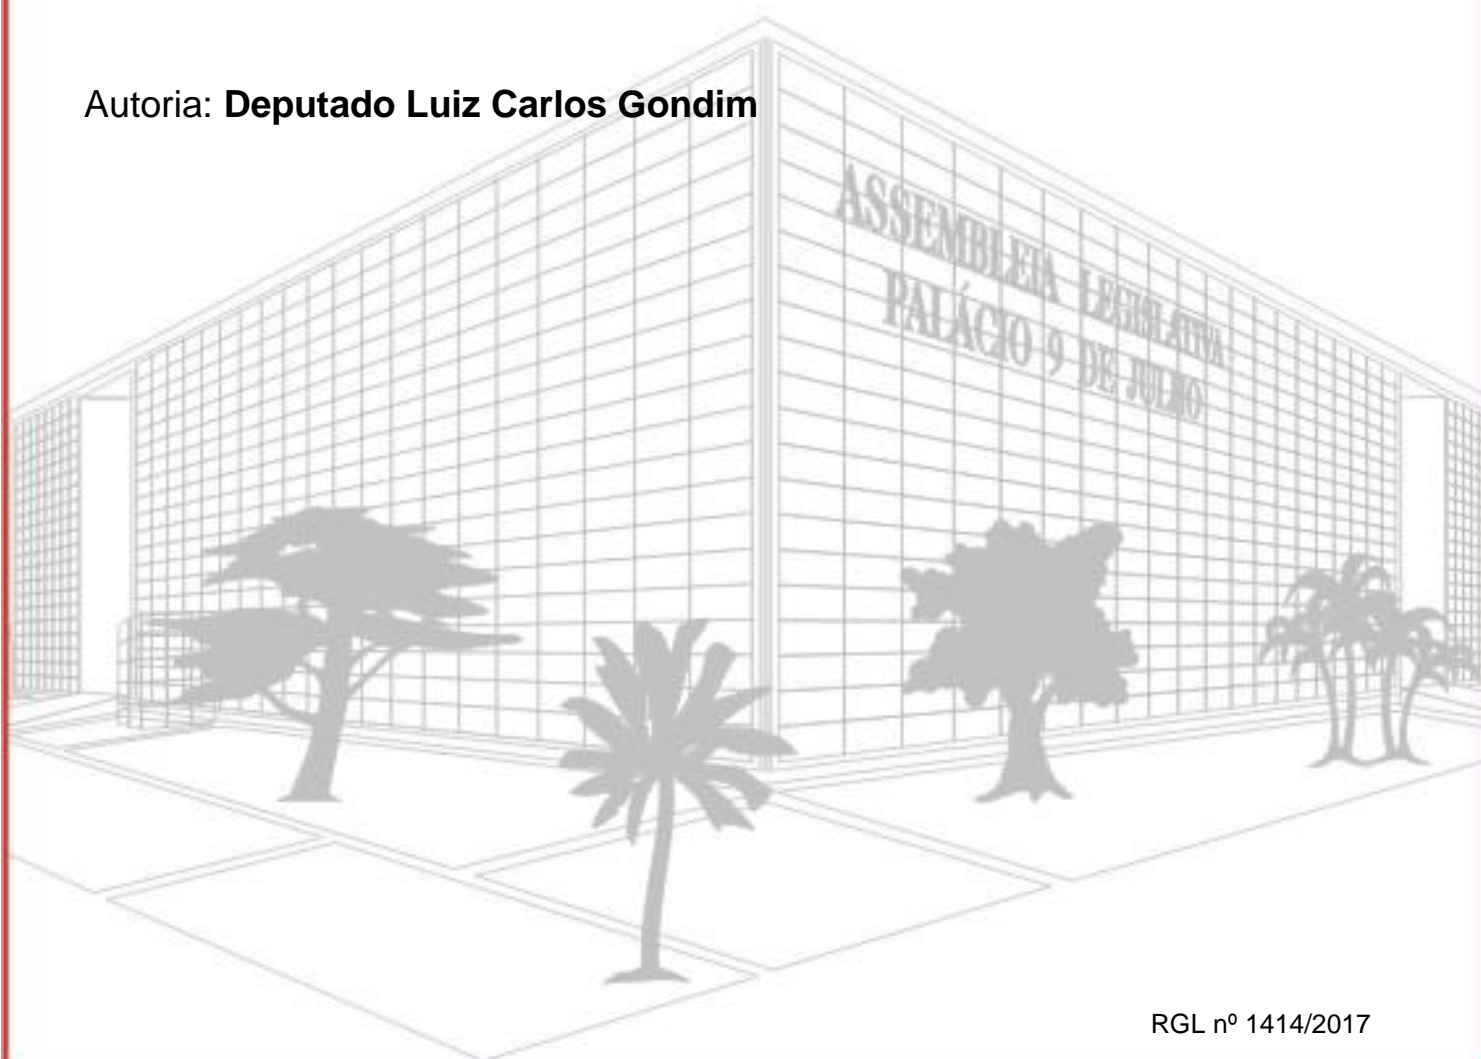 Autoria: Deputado Luiz Carlos Gondim
ASSEMBLEIA LEGISLATIVA
PALÁCIO 9 DE JULHO
RGL nº 1414/2017